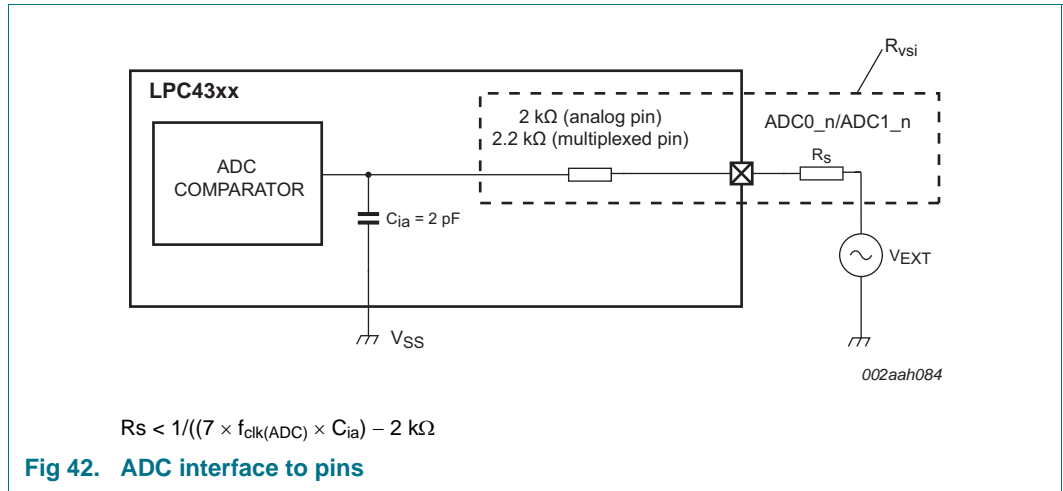 Rvsi
LPC43xx
2 kΩ (analog pin)
2.2 kΩ (multiplexed pin)
ADC0_n/ADC1_n
Rs
ADC
COMPARATOR
Cia = 2 pF
VEXT
VSS
002aah084
Rs < 1/((7 × fclk(ADC) × Cia) − 2 kΩ
Fig 42. ADC interface to pins